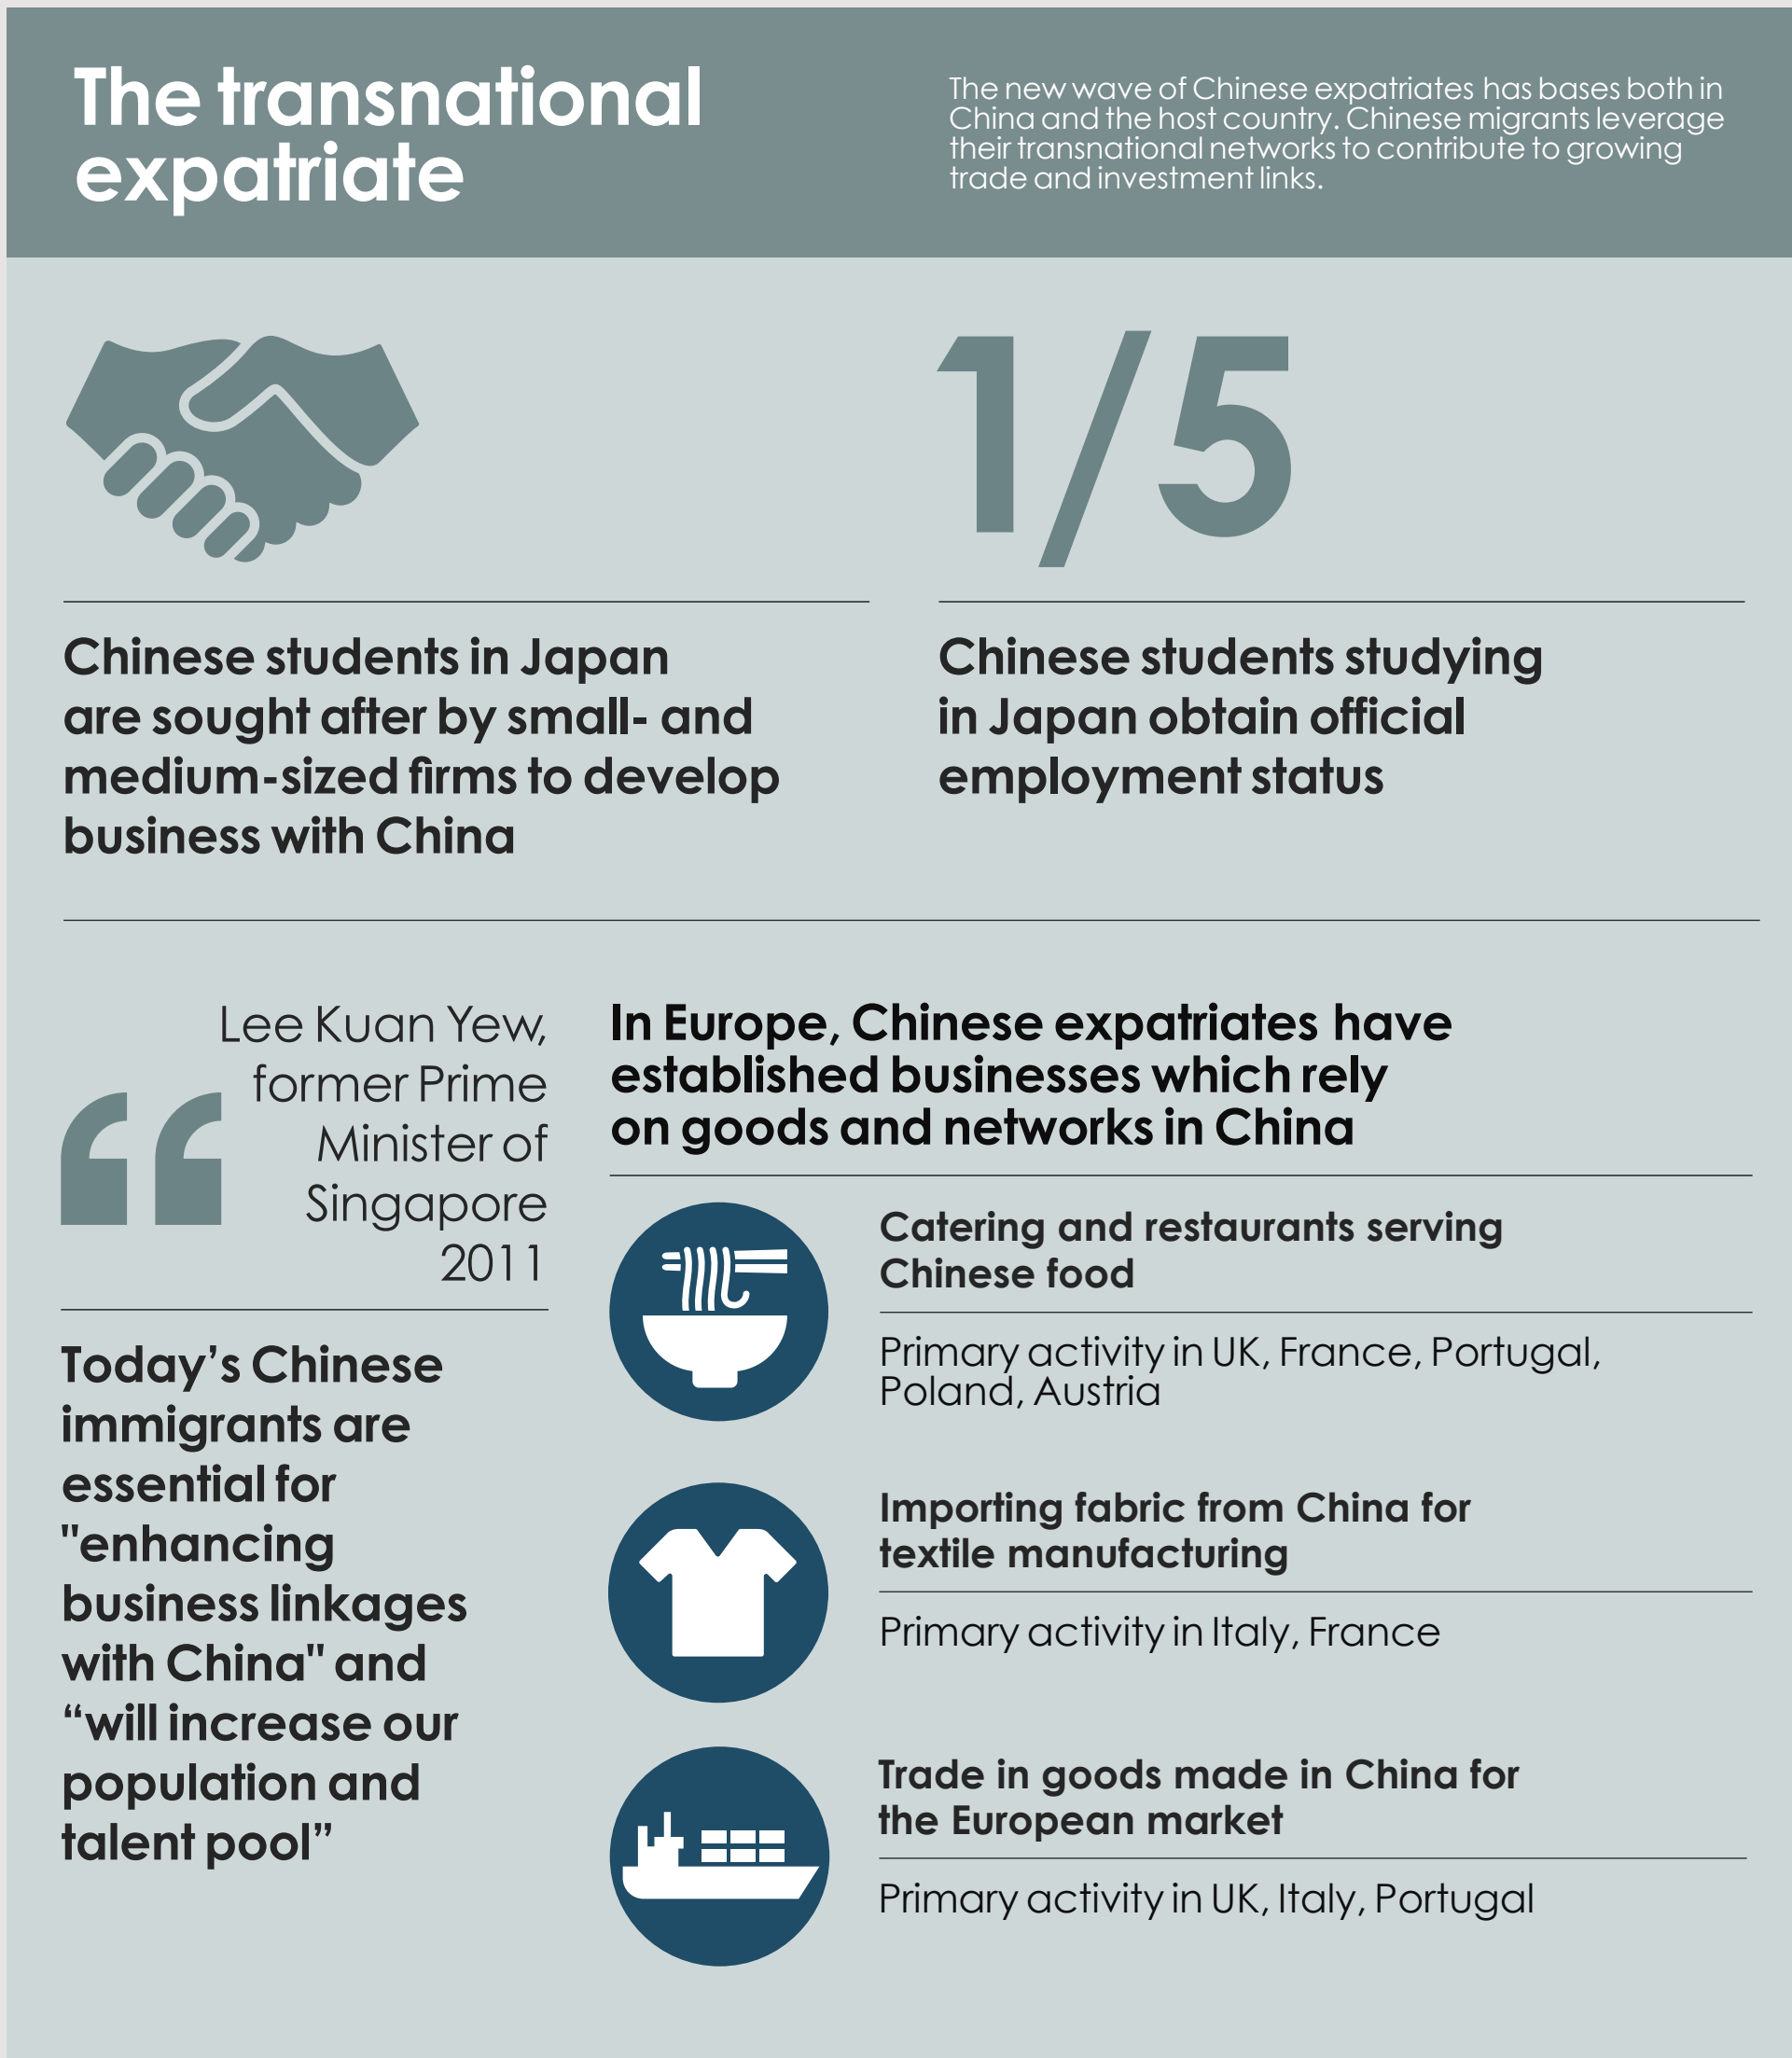 The transnational
expatriate
The new wave of Chinese expatriates has bases both in
China and the host country. Chinese migrants leverage
their transnational networks to contribute to growing
trade and investment links.
1/5
Chinese students in Japan
are sought after by small- and
medium-sized firms to develop
business with China
Chinese students studying
in Japan obtain official
employment status
“
Lee Kuan Yew,
former Prime
Minister of
Singapore
2011
Today’s Chinese
immigrants are
essential for
"enhancing
business linkages
with China" and
“will increase our
population and
talent pool”
In Europe, Chinese expatriates have
established businesses which rely
on goods and networks in China
Catering and restaurants serving
Chinese food
Primary activity in UK, France, Portugal,
Poland, Austria
Importing fabric from China for
textile manufacturing
Primary activity in Italy, France
Trade in goods made in China for
the European market
Primary activity in UK, Italy, Portugal